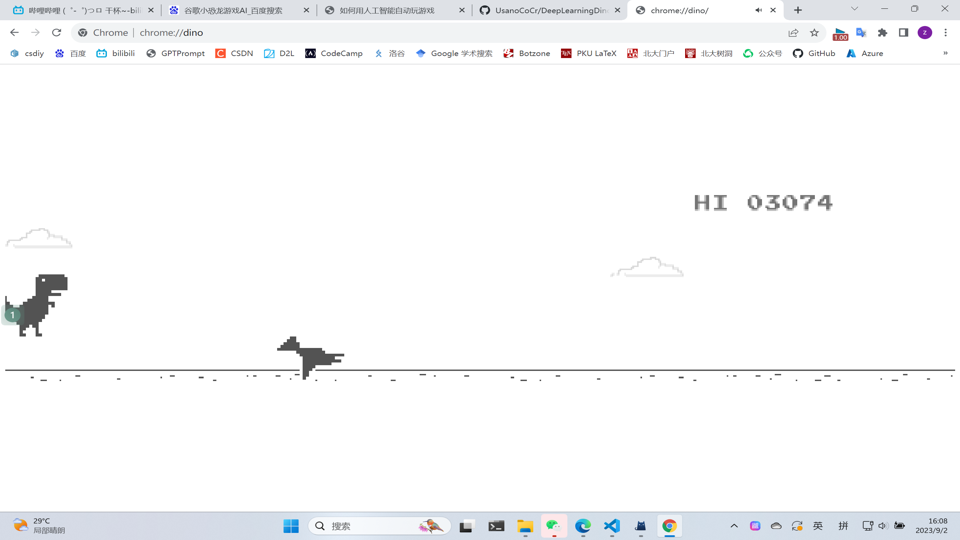 哔哩哔哩 (゜-゜)つロ 干杯~-bili
谷歌小恐龙游戏AI_百度搜索
如何用人工智能自动玩游戏
UsanoCoCr/DeepLearningDin
chrome://dino/
Chrome | chrome://dino
1.00
z
csdiy
百度
bilibili
GPTPrompt
CSDN
D2L
CodeCamp
洛谷
Google 学术搜索
Botzone
PKU LaTeX
北大门户
北大树洞
公众号
GitHub
Azure
»
HI 03074
1
29°C
局部晴朗
搜索
英
拼
16:08
2023/9/2